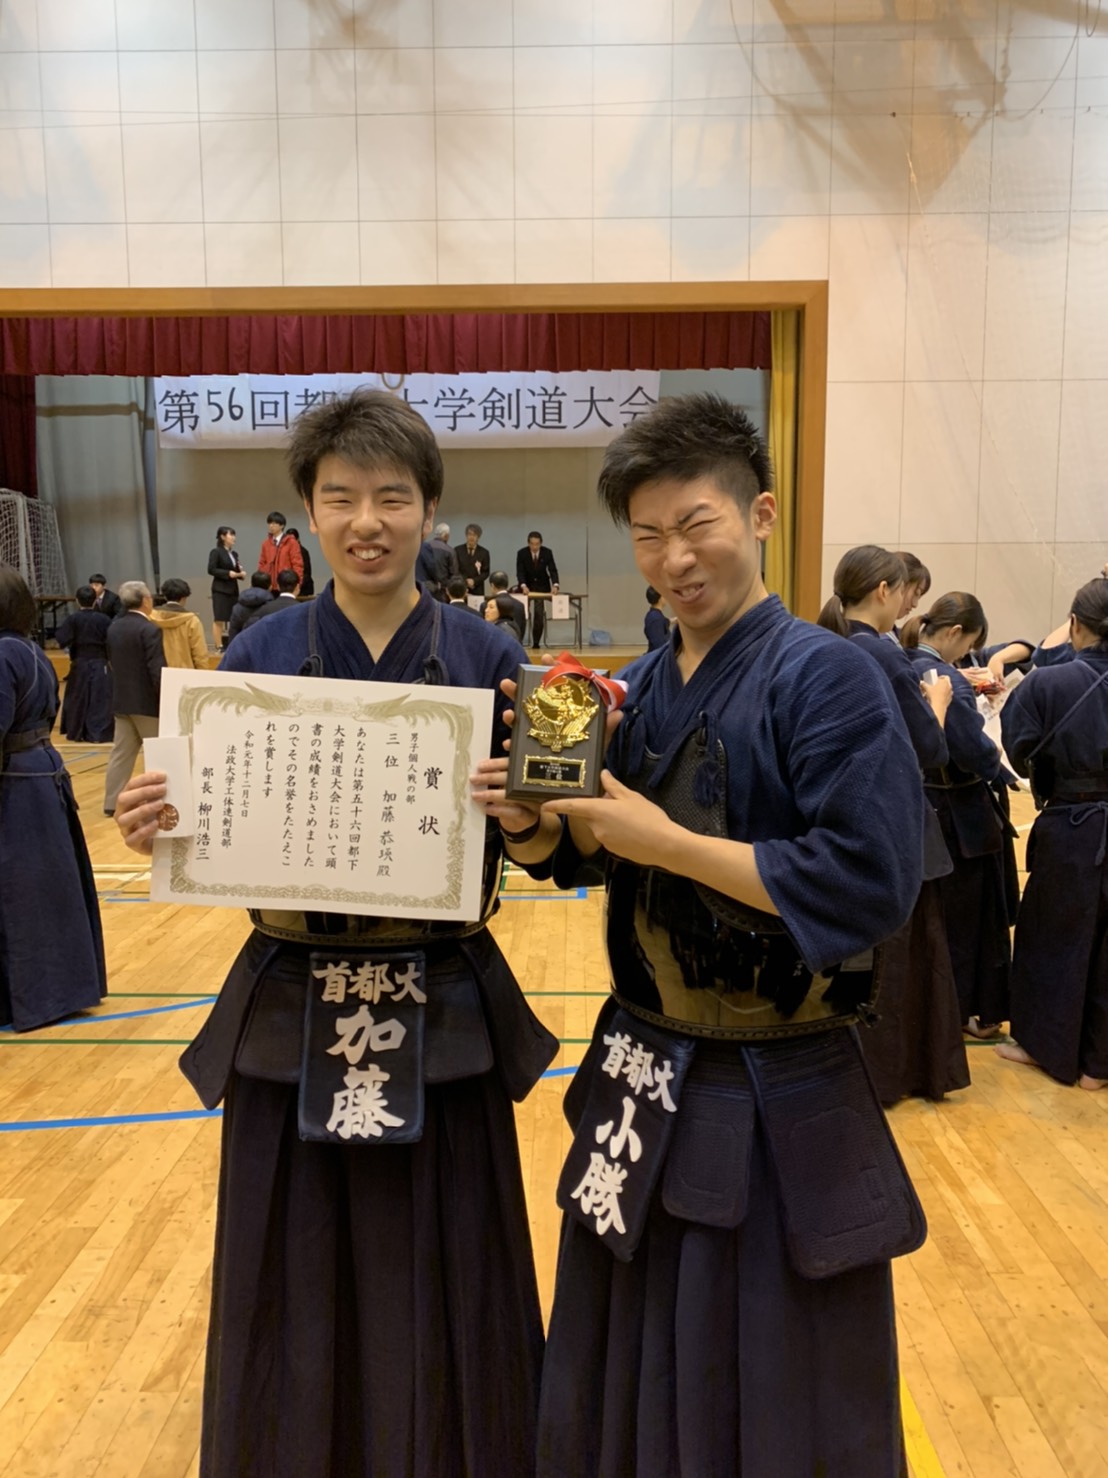 第56回都下大学剣道大会
賞状
男子個人戦の部
三位 加藤 恭瑛殿
あなたは第五十六回都下
大学剣道大会において頭
書の成績をおさめました
のでその名誉をたたえこ
れを賞します
令和元年十二月七日
法政大学工体連剣道部
部長 柳川浩三
首都大
加藤
首都大
小勝